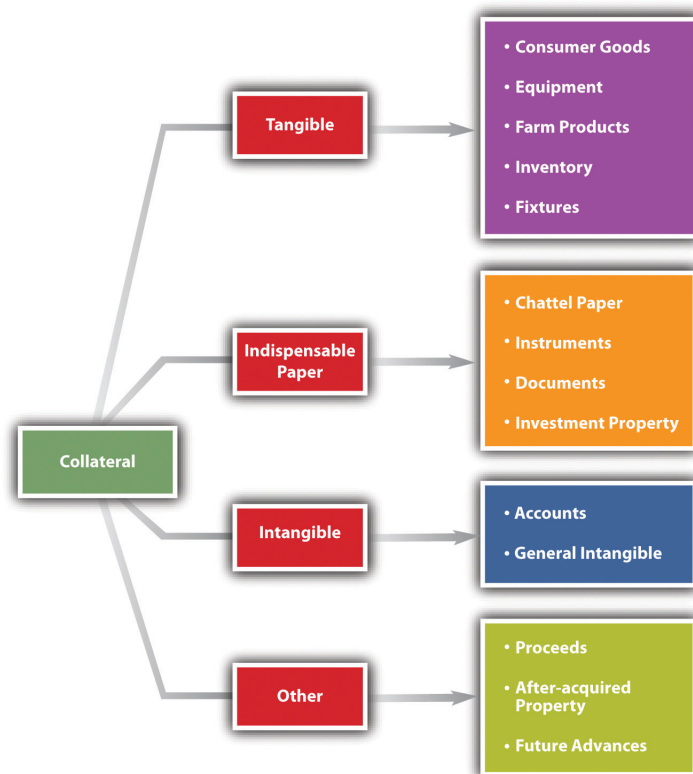 Collateral
Tangible
• Consumer Goods
• Equipment
• Farm Products
• Inventory
• Fixtures
Indispensable
Paper
• Chattel Paper
• Instruments
• Documents
• Investment Property
Intangible
• Accounts
• General Intangible
Other
• Proceeds
• After-acquired
Property
• Future Advances